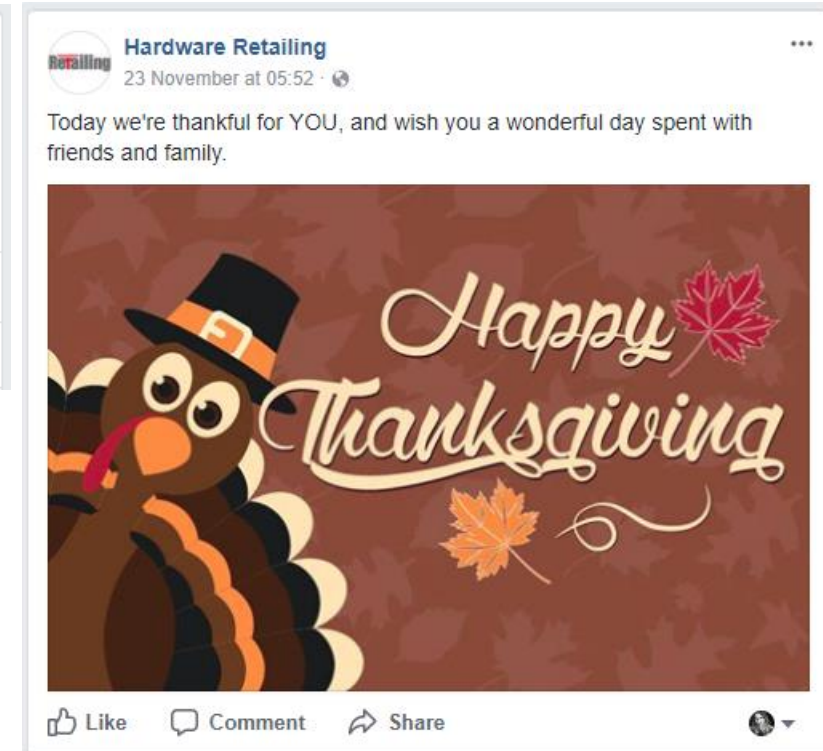 Retailing
Hardware Retailing
23 November at 05:52 ·
Today we're thankful for YOU, and wish you a wonderful day spent with
friends and family.
Happy
Thanksgiving
Like Comment Share